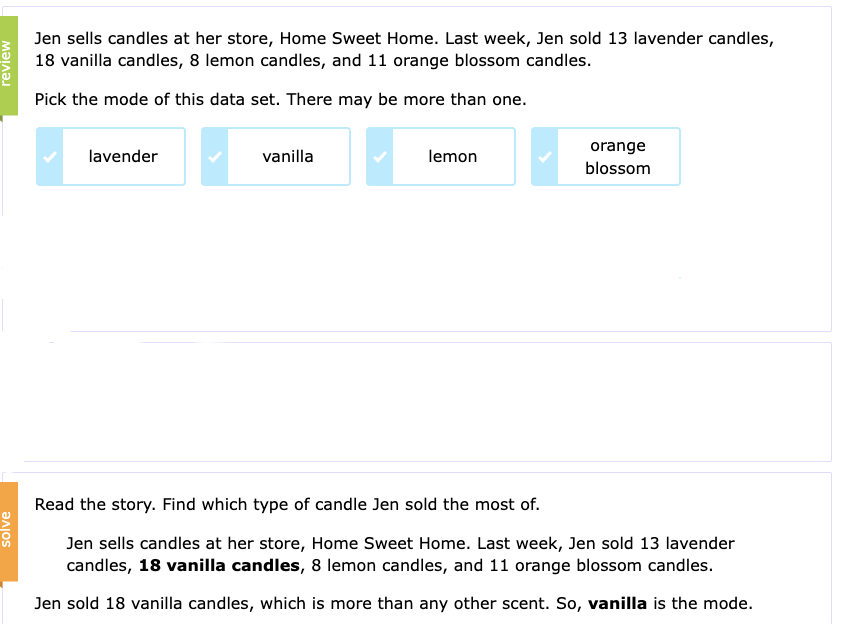 review
Jen sells candles at her store, Home Sweet Home. Last week, Jen sold 13 lavender candles,
18 vanilla candles, 8 lemon candles, and 11 orange blossom candles.
Pick the mode of this data set. There may be more than one.
lavender
vanilla
lemon
orange
blossom
solve
Read the story. Find which type of candle Jen sold the most of.
Jen sells candles at her store, Home Sweet Home. Last week, Jen sold 13 lavender
candles, 18 vanilla candles, 8 lemon candles, and 11 orange blossom candles.
Jen sold 18 vanilla candles, which is more than any other scent. So, vanilla is the mode.